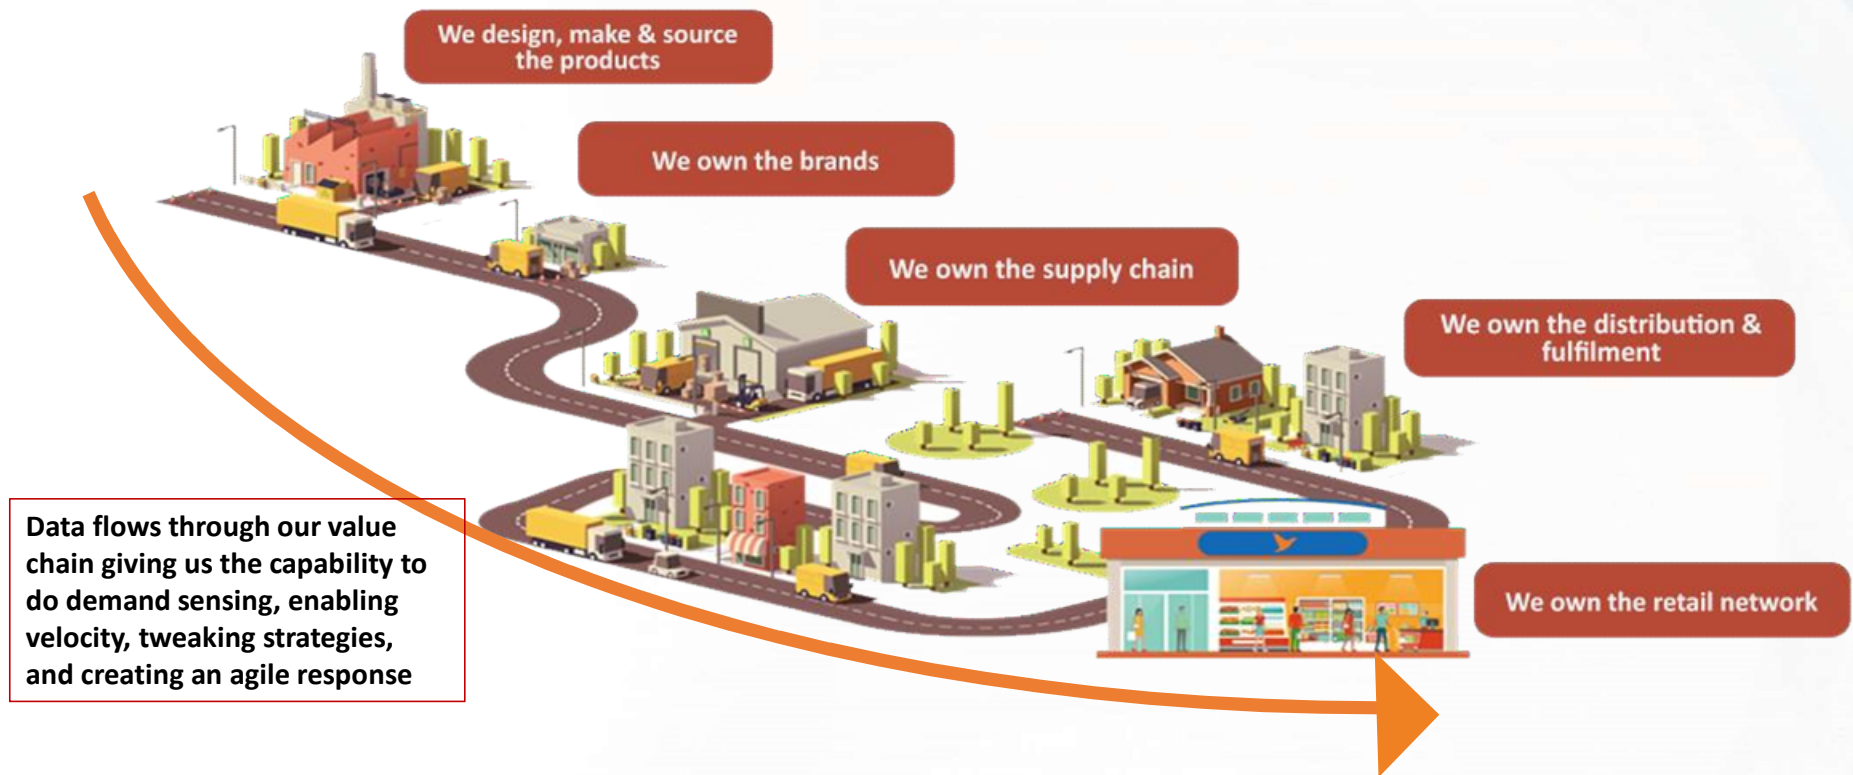 We design, make & source
the products
We own the brands
We own the supply chain
We own the distribution &
fulfilment
Data flows through our value
chain giving us the capability to
do demand sensing, enabling
velocity, tweaking strategies,
and creating an agile response
We own the retail network